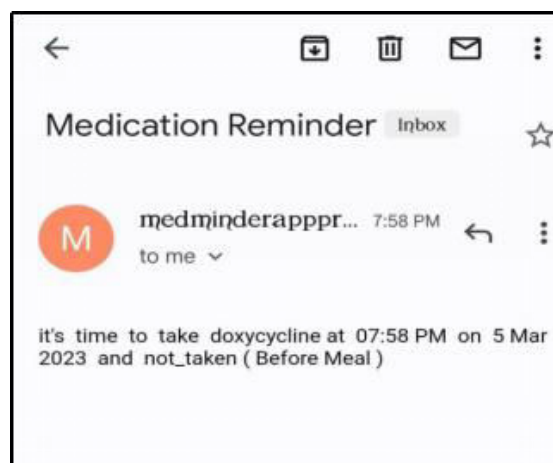 Medication Reminder Inbox
M
medminderapppr... 7:58 PM
to me
it's time to take doxycycline at 07:58 PM on 5 Mar
2023 and not_taken ( Before Meal )